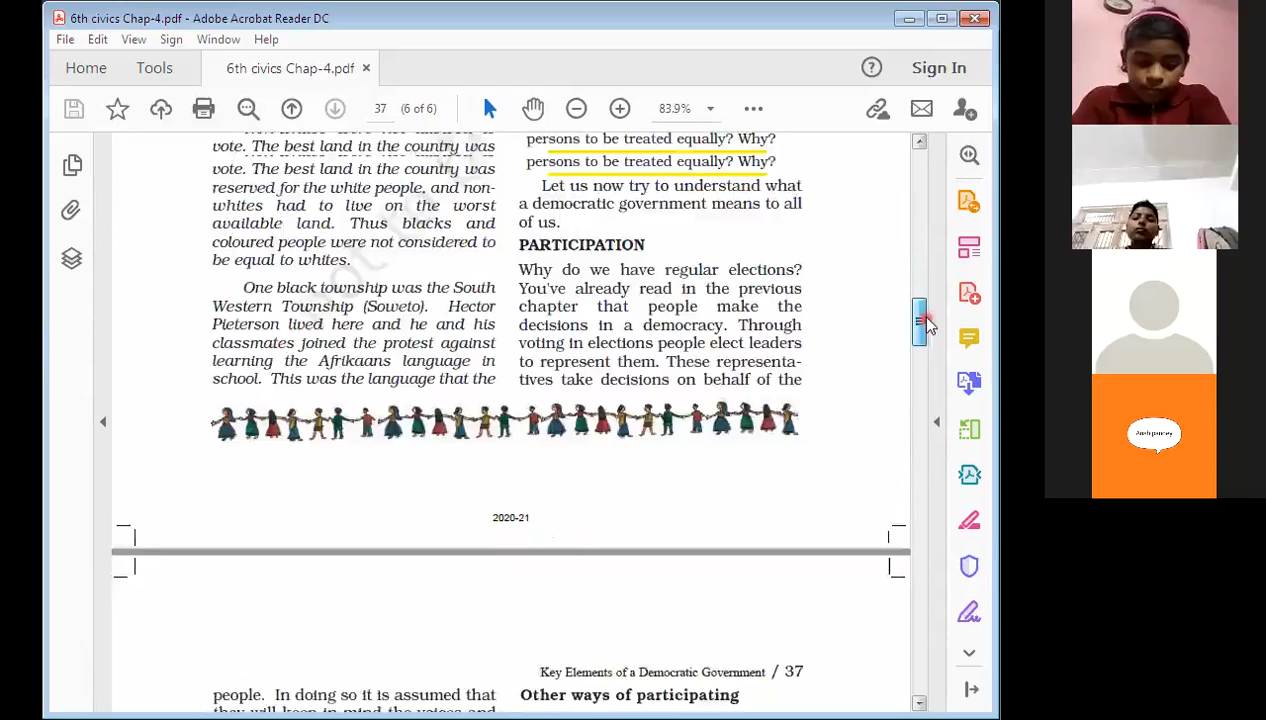 6th civics Chap-4.pdf - Adobe Acrobat Reader DC
File Edit View Sign Window Help
Home Tools 6th civics Chap-4.pdf × Sign In
37 (6 of 6) 83.9%
vote. The best land in the country was
vote. The best land in the country was
reserved for the white people, and non-
whites had to live on the worst
available land. Thus blacks and
coloured people were not considered to
be equal to whites.
One black township was the South
Western Township (Soweto). Hector
Pieterson lived here and he and his
classmates joined the protest against
learning the Afrikaans language in
school. This was the language that the
persons to be treated equally? Why?
persons to be treated equally? Why?
Let us now try to understand what
a democratic government means to all
of us.
PARTICIPATION
Why do we have regular elections?
You've already read in the previous
chapter that people make the
decisions in a democracy. Through
voting in elections people elect leaders
to represent them. These representa-
tives take decisions on behalf of the
2020-21
Key Elements of a Democratic Government / 37
people. In doing so it is assumed that
they will keep in mind the voices and
Other ways of participating